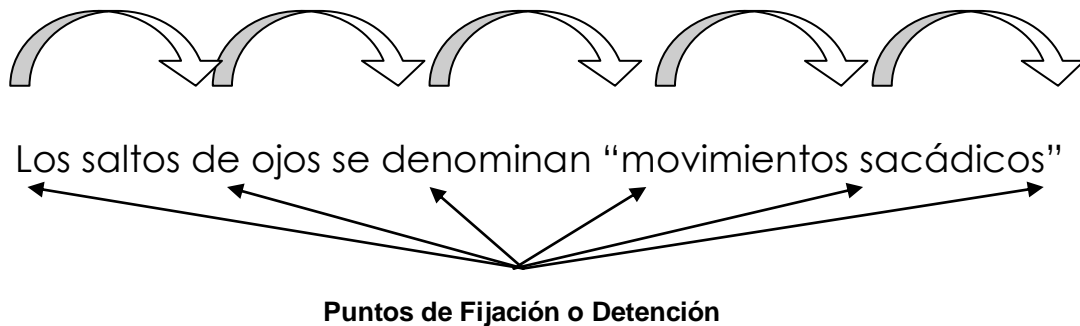 Los saltos de ojos se denominan “movimientos sacádicos”
Puntos de Fijación o Detención